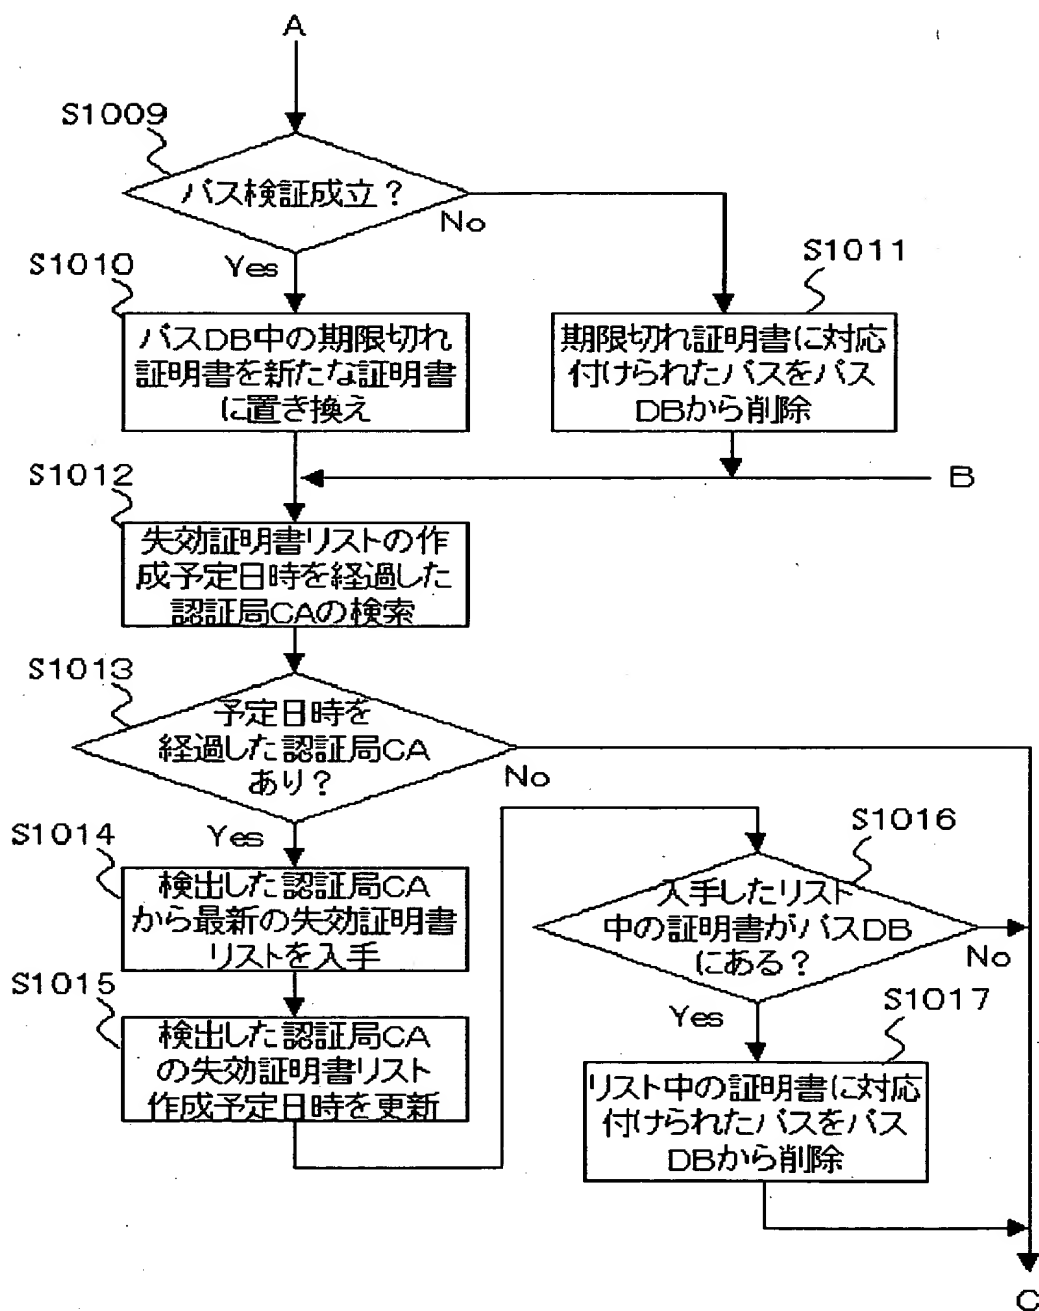 A
S1009
パス検証成立？
No
Yes
S1010
パスDB中の期限切れ
証明書を新たな証明書
に置き換え
S1011
期限切れ証明書に対応
付けられたパスをパス
DBから削除
B
S1012
失効証明書リストの作
成予定日時を経過した
認証局CAの検索
S1013
予定日時を
経過した認証局CA
あり？
No
Yes
S1014
検出した認証局CA
から最新の失効証明書
リストを入手
S1015
検出した認証局CA
の失効証明書リスト
作成予定日時を更新
S1016
入手したリスト
中の証明書がパスDB
にある？
No
Yes
S1017
リスト中の証明書に対応
付けられたパスをパス
DBから削除
C